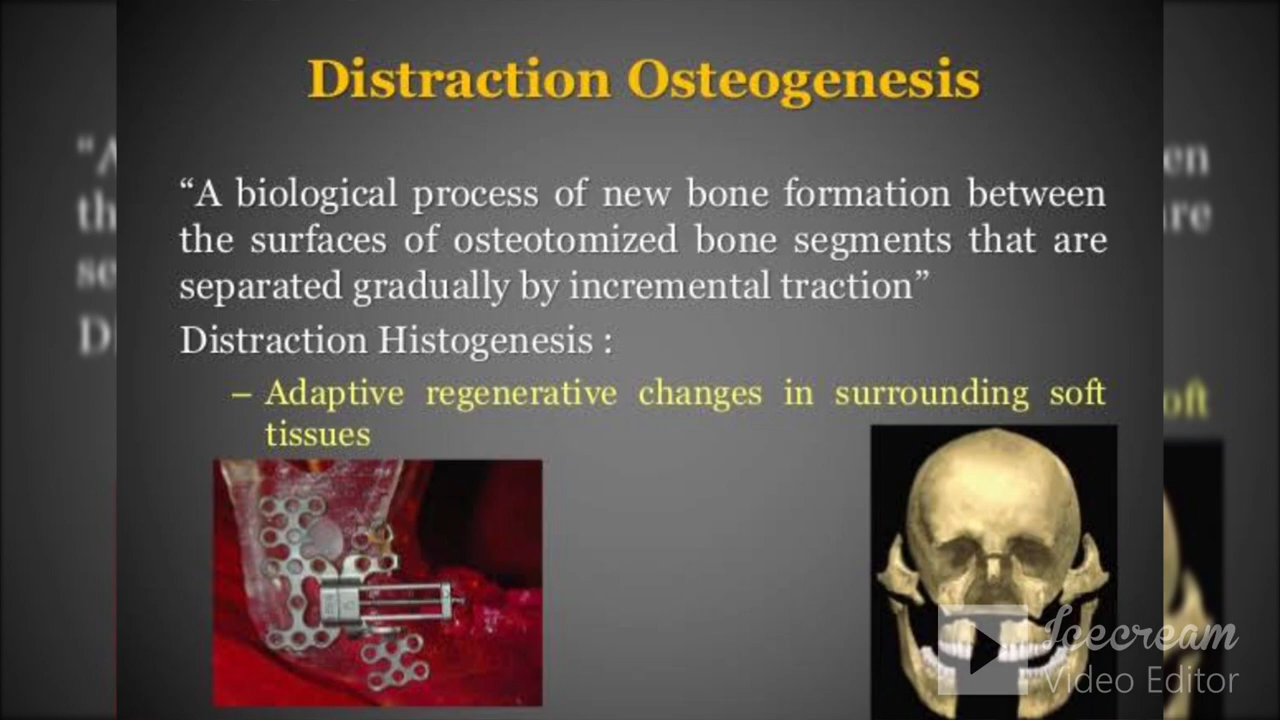 Distraction Osteogenesis
“A biological process of new bone formation between
the surfaces of osteotomized bone segments that are
separated gradually by incremental traction”
Distraction Histogenesis :
– Adaptive regenerative changes in surrounding soft
tissues
Icecream
Video Editor